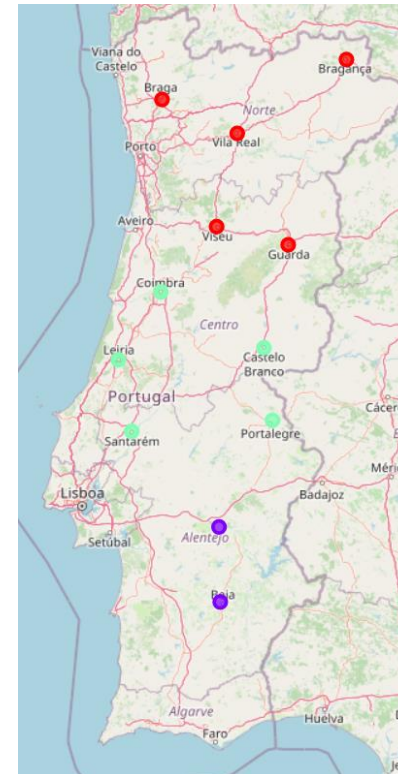 Viana do
Castelo
Bragança
Braga
Norte
Vila Real
Porto
Aveiro
Viseu
Guarda
Coimbra
Centro
Leiria
Castelo
Branco
Portugal
Cácer
Santarém
Portalegre
Méri
Lisboa
Badajoz
Setúbal
Alentejo
Beja
Algarve
Huelva
Faro
Je